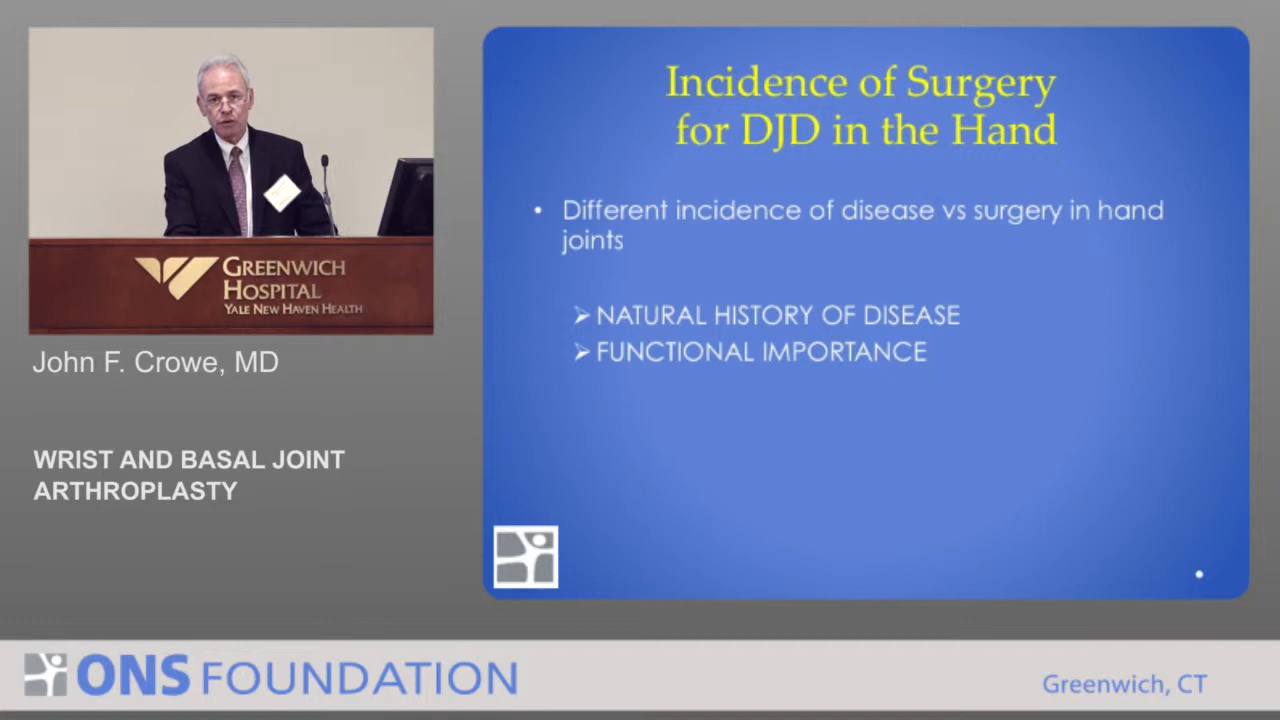 Greenwich
Hospital
Yale New Haven Health
John F. Crowe, MD
WRIST AND BASAL JOINT
ARTHROPLASTY
Incidence of Surgery
for DJD in the Hand
• Different incidence of disease vs surgery in hand
joints
➢ NATURAL HISTORY OF DISEASE
➢ FUNCTIONAL IMPORTANCE
ONS FOUNDATION
Greenwich, CT